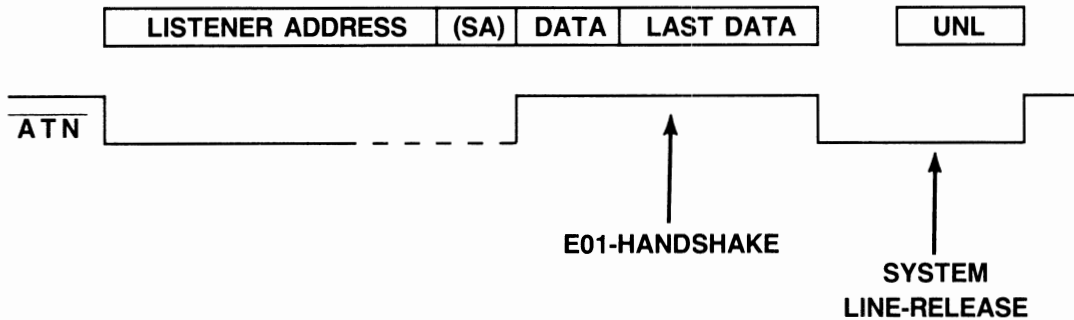 LISTENER ADDRESS (SA) DATA LAST DATA UNL
ATN
E01-HANDSHAKE
SYSTEM
LINE-RELEASE